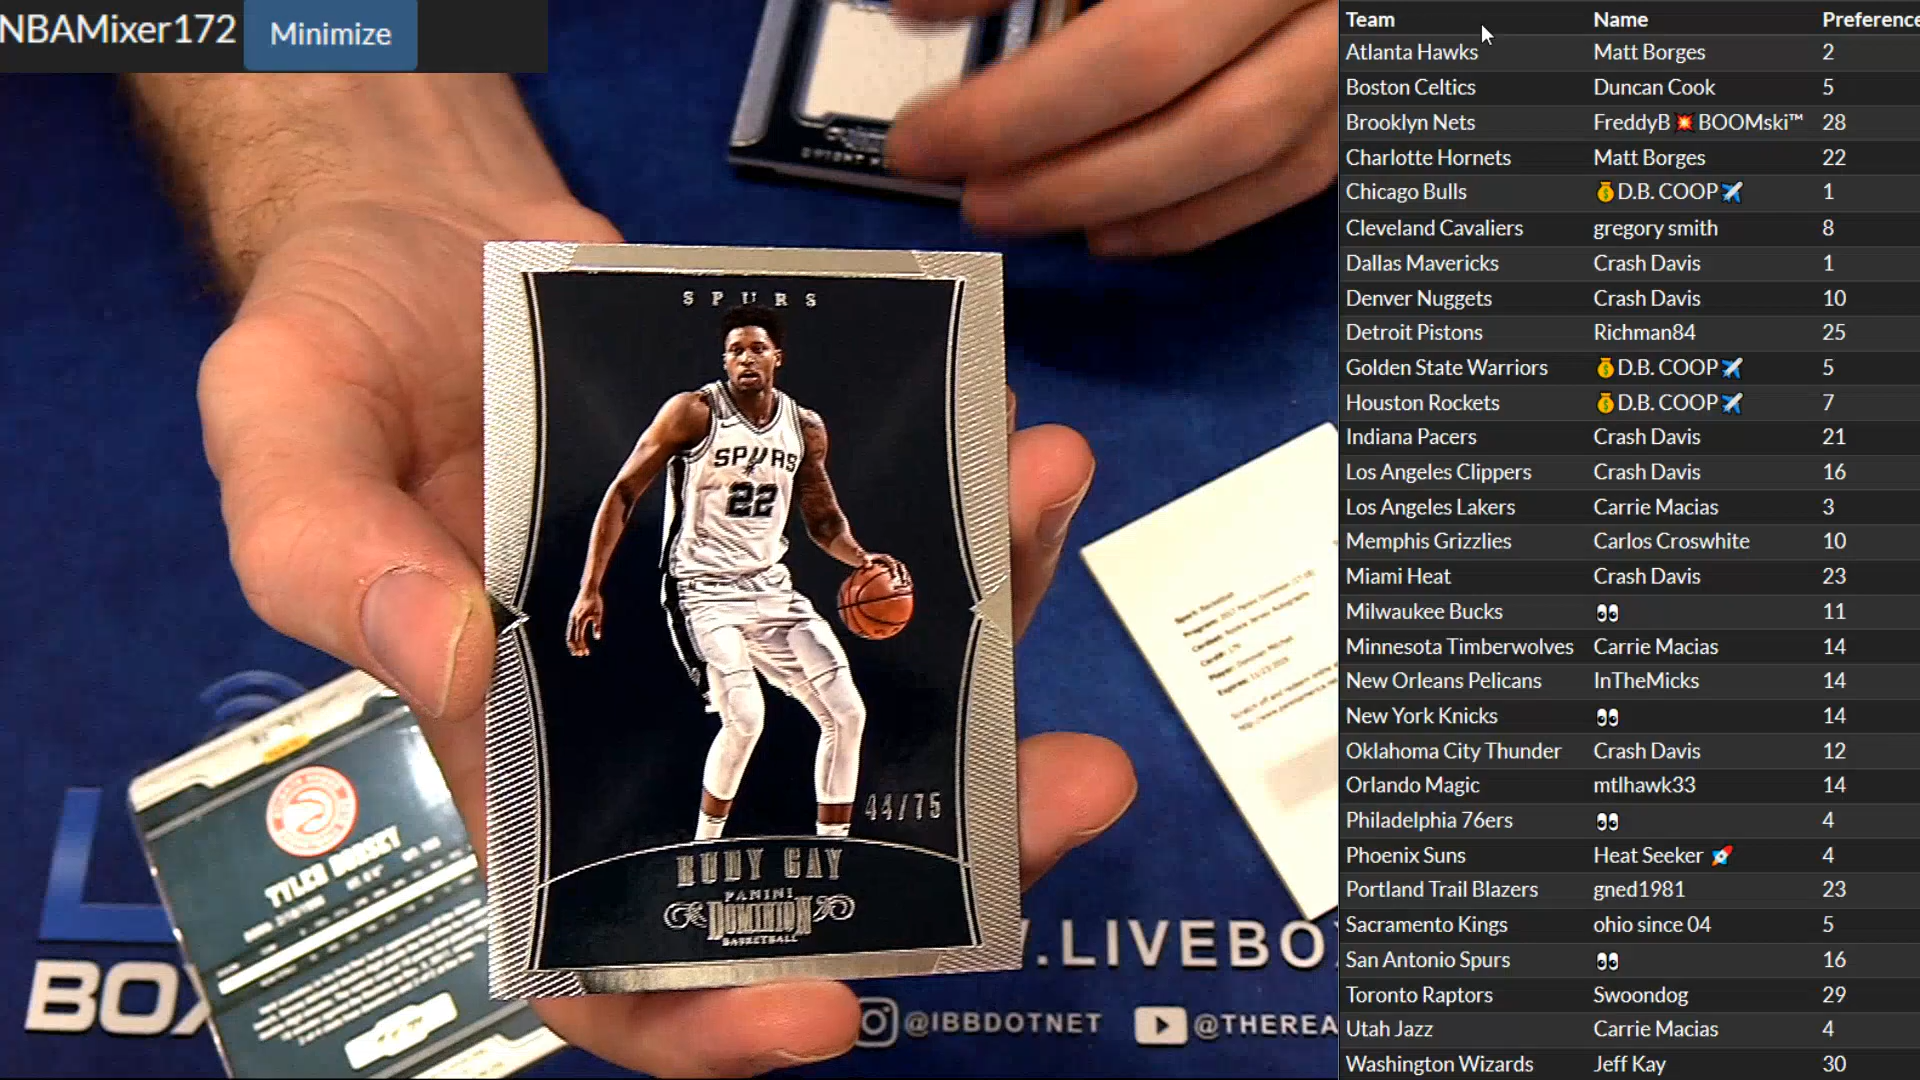 NBAMixer172 Minimize
SPURS
SPURS
22
44/75
RUDY GAY
PANINI
DOMINION
BASKETBALL
TYLER DORSEY
BOX
.LIVEBO
@IBBDOTNET @THEREA
Team Name Preference
Atlanta Hawks Matt Borges 2
Boston Celtics Duncan Cook 5
Brooklyn Nets FreddyB💥BOOMski™ 28
Charlotte Hornets Matt Borges 22
Chicago Bulls 💰D.B. COOP✈️ 1
Cleveland Cavaliers gregory smith 8
Dallas Mavericks Crash Davis 1
Denver Nuggets Crash Davis 10
Detroit Pistons Richman84 25
Golden State Warriors 💰D.B. COOP✈️ 5
Houston Rockets 💰D.B. COOP✈️ 7
Indiana Pacers Crash Davis 21
Los Angeles Clippers Crash Davis 16
Los Angeles Lakers Carrie Macias 3
Memphis Grizzlies Carlos Croswhite 10
Miami Heat Crash Davis 23
Milwaukee Bucks 👀 11
Minnesota Timberwolves Carrie Macias 14
New Orleans Pelicans InTheMicks 14
New York Knicks 👀 14
Oklahoma City Thunder Crash Davis 12
Orlando Magic mtlhawk33 14
Philadelphia 76ers 👀 4
Phoenix Suns Heat Seeker 🚀 4
Portland Trail Blazers gned1981 23
Sacramento Kings ohio since 04 5
San Antonio Spurs 👀 16
Toronto Raptors Swoondog 29
Utah Jazz Carrie Macias 4
Washington Wizards Jeff Kay 30